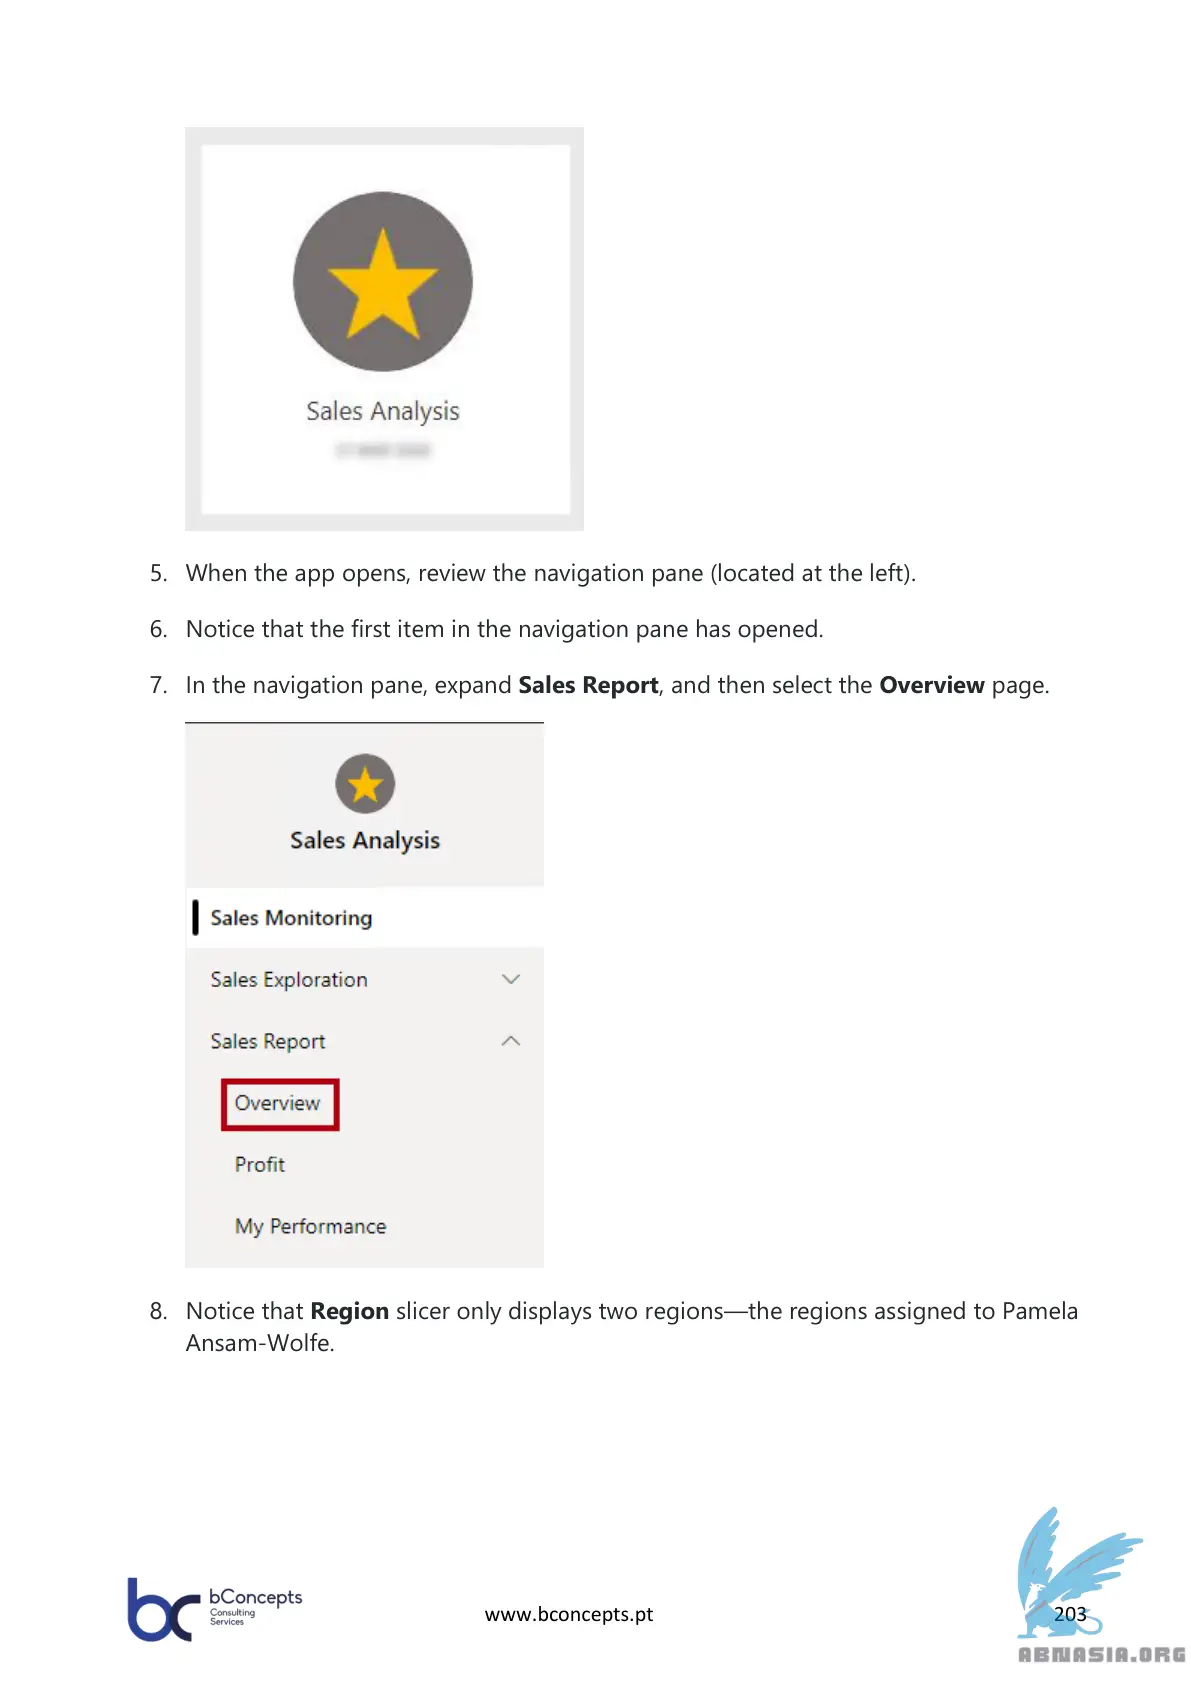 Sales Analysis
5. When the app opens, review the navigation pane (located at the left).
6. Notice that the first item in the navigation pane has opened.
7. In the navigation pane, expand Sales Report, and then select the Overview page.
Sales Analysis
Sales Monitoring
Sales Exploration
Sales Report
Overview
Profit
My Performance
8. Notice that Region slicer only displays two regions—the regions assigned to Pamela
Ansam-Wolfe.
bc bConcepts
Consulting
Services
www.bconcepts.pt
203
ABNASIA.ORG